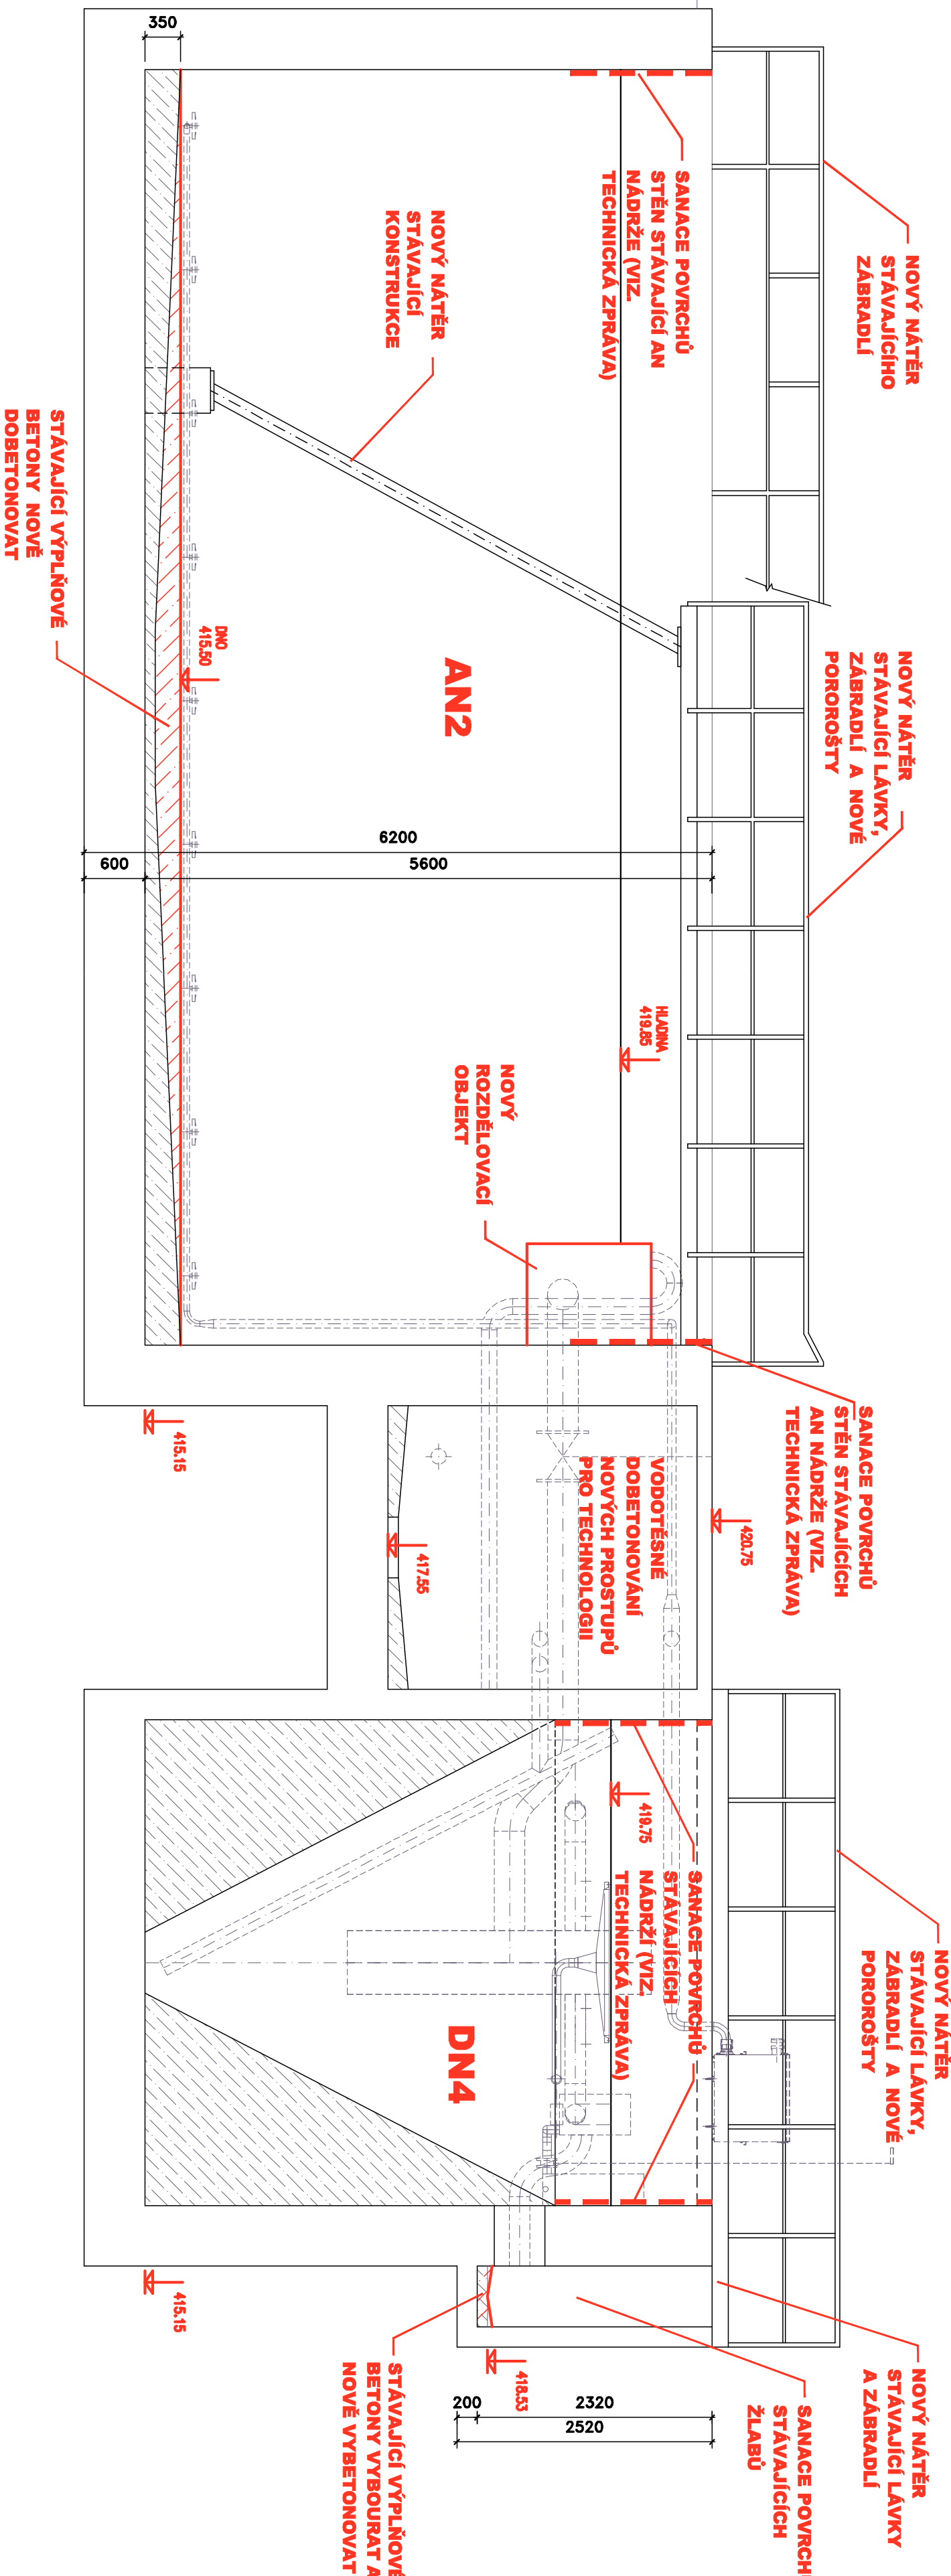 NOVÝ NÁTĚR
STÁVAJÍCÍHO
ZÁBRADLÍ
SANACE POVRCHŮ
STĚN STÁVAJÍCÍ AN
NÁDRŽE (VIZ.
TECHNICKÁ ZPRÁVA)
NOVÝ NÁTĚR
STÁVAJÍCÍ
KONSTRUKCE
350
STÁVAJÍCÍ VÝPLŇOVÉ
BETONY NOVĚ
DOBETONOVAT
NOVÝ NÁTĚR
STÁVAJÍCÍ LÁVKY,
ZÁBRADLÍ A NOVÉ
POROROŠTY
DNO
415.50
AN2
6200
600
5600
HLADINA
419.85
NOVÝ
ROZDĚLOVACÍ
OBJEKT
SANACE POVRCHŮ
STĚN STÁVAJÍCÍCH
AN NÁDRŽE (VIZ.
TECHNICKÁ ZPRÁVA)
415.15
420.75
VODOTĚSNÉ
DOBETONOVÁNÍ
NOVÝCH PROSTUPŮ
PRO TECHNOLOGII
417.55
419.75
SANACE POVRCHŮ
STÁVAJÍCÍCH
NÁDRŽÍ (VIZ.
TECHNICKÁ ZPRÁVA)
NOVÝ NÁTĚR
STÁVAJÍCÍ LÁVKY,
ZÁBRADLÍ A NOVÉ
POROROŠTY
DN4
415.15
418.53
NOVÝ NÁTĚR
STÁVAJÍCÍ LÁVKY
A ZÁBRADLÍ
SANACE POVRCH
STÁVAJÍCÍCH
ŽLABŮ
STÁVAJÍCÍ VÝPLŇOVÉ
BETONY VYBOURAT A
NOVĚ VYBETONOVAT
200
2320
2520